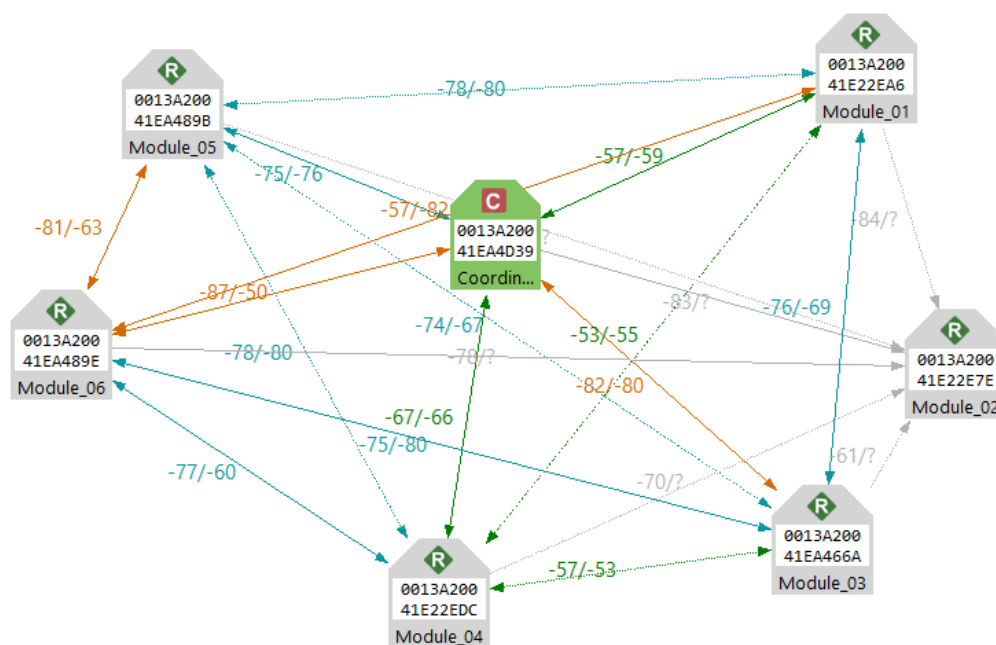 R
0013A200
41E22EA6
Module_01
R
0013A200
41EA489B
Module_05
-78/-80
-57/-59
-75/-76
C
0013A200
41EA4D39
Coordin...
-57/-82
-81/-63
-84/?
?
-87/-50
-83/?
-76/-69
R
0013A200
41EA489E
Module_06
-74/-67
-53/-55
R
0013A200
41E22E7E
Module_02
-78/-80
-78/?
-82/-80
-67/-66
-75/-80
-77/-60
-70/?
-61/?
R
0013A200
41EA466A
Module_03
R
0013A200
41E22EDC
Module_04
-57/-53